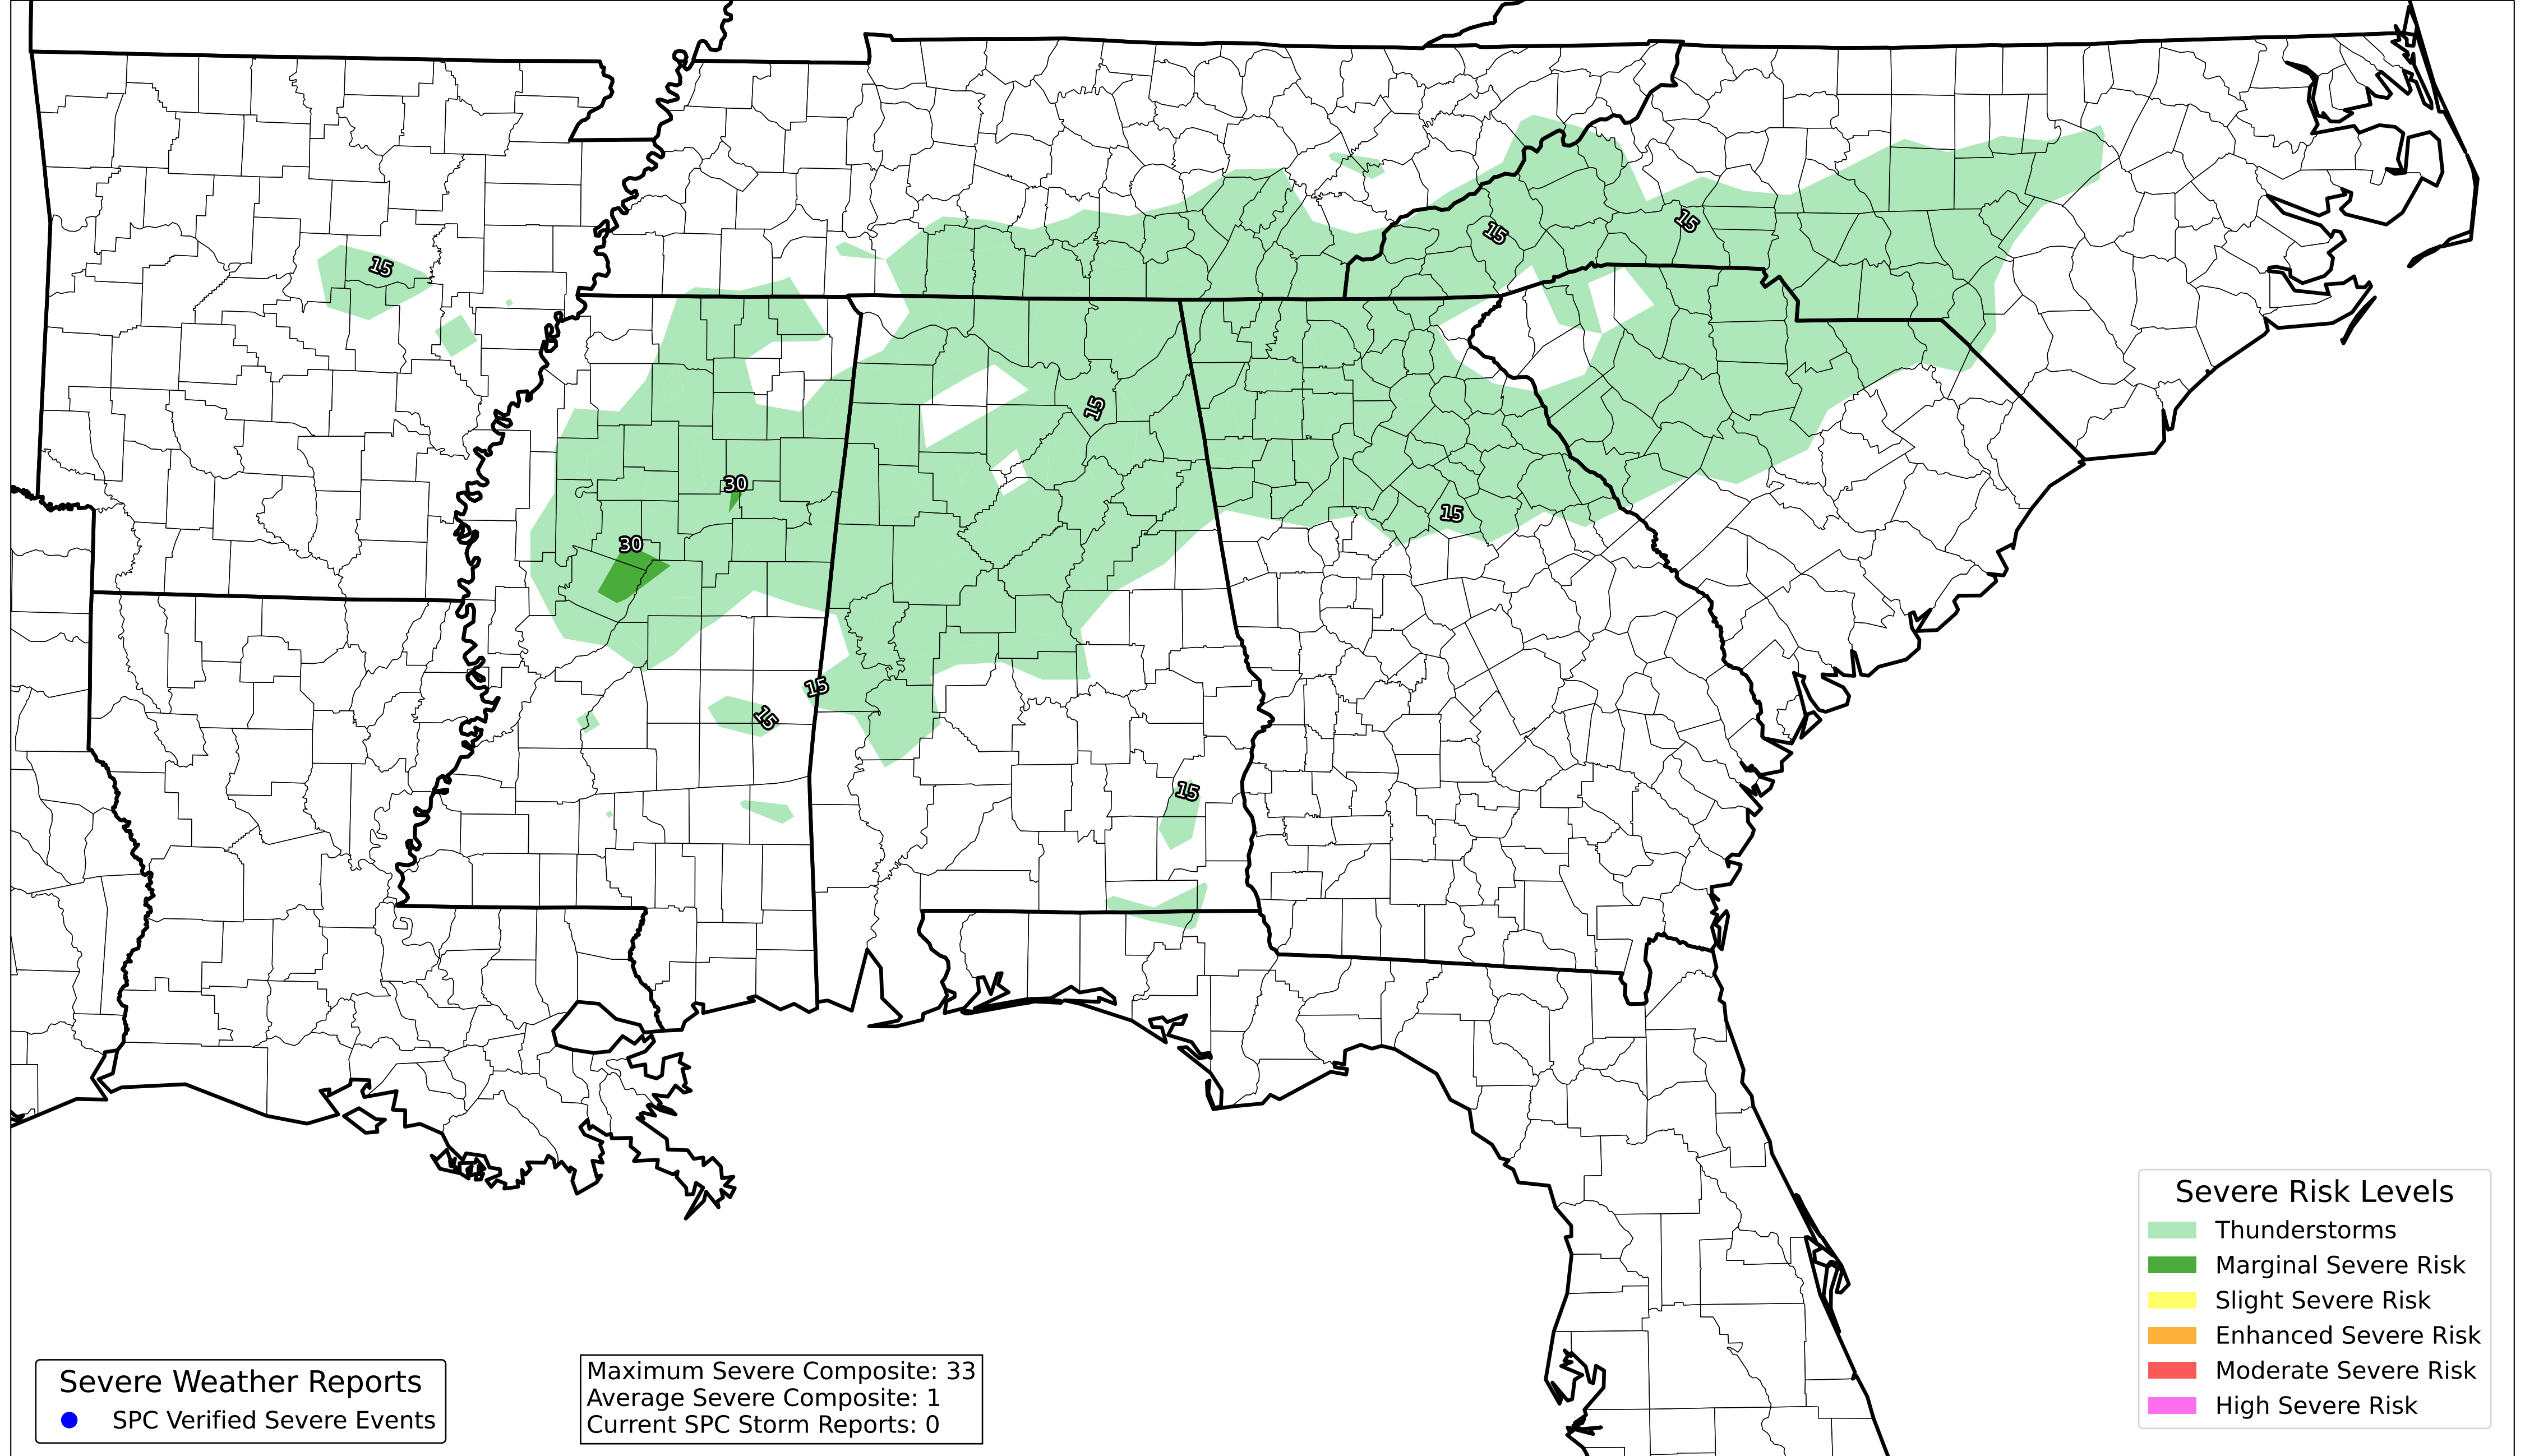 15
15
15
15
30
15
30
15
15
15
Severe Risk Levels
Thunderstorms
Marginal Severe Risk
Slight Severe Risk
Enhanced Severe Risk
Moderate Severe Risk
High Severe Risk
Severe Weather Reports
SPC Verified Severe Events
Maximum Severe Composite: 33
Average Severe Composite: 1
Current SPC Storm Reports: 0